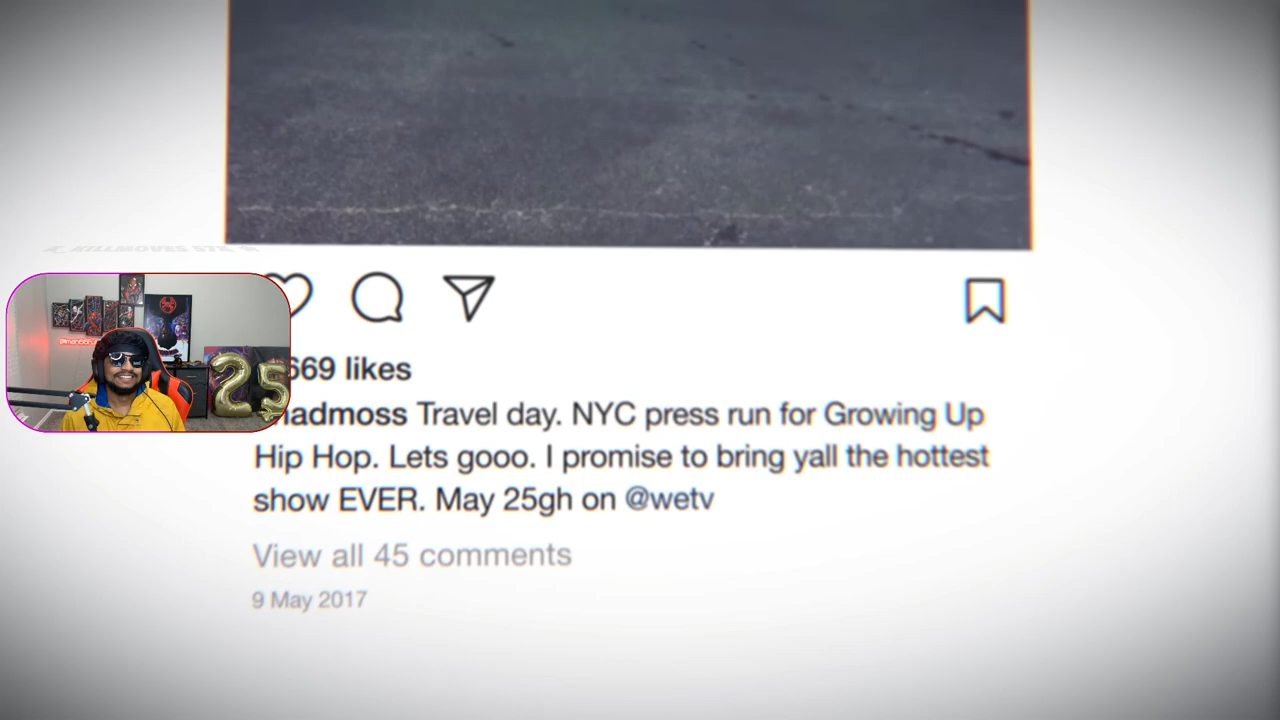 669 likes
Travel day. NYC press run for Growing Up
Hip Hop. Lets gooo. I promise to bring yall the hottest
show EVER. May 25gh on @wetv
View all 45 comments
9 May 2017
25